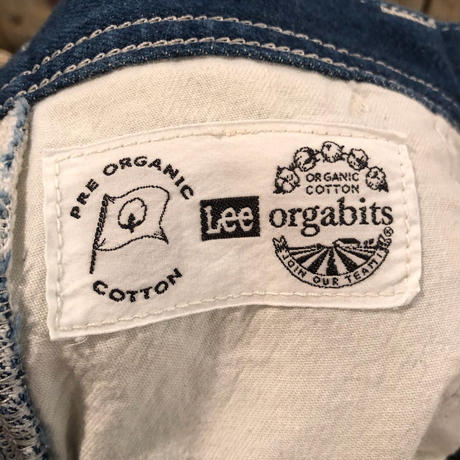 PRE ORGANIC
COTTON
Lee
ORGANIC
COTTON
orgabits
®
JOIN OUR TEAM!